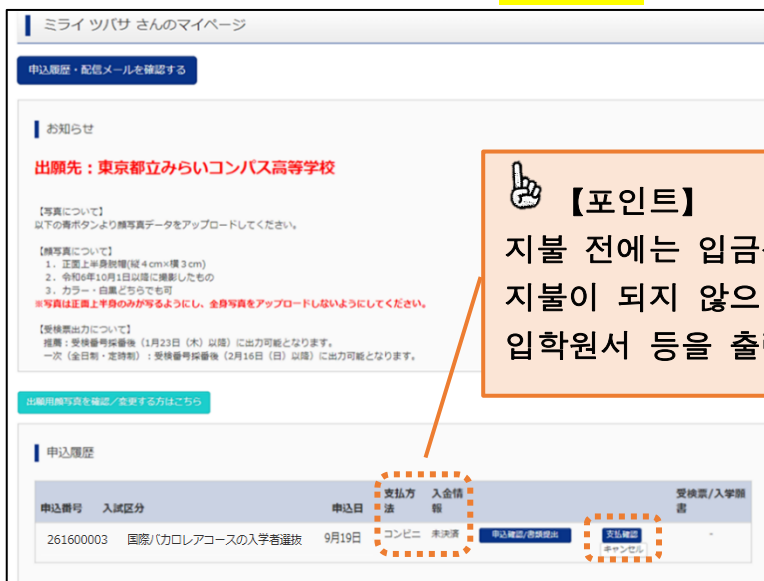 ミライ ツバサ さんのマイページ
申込履歴・配信メールを確認する
お知らせ
出願先：東京都立みらいコンパス高等学校
【写真について】
以下の青ボタンより顔写真データをアップロードしてください。
【顔写真について】
1. 正面上半身脱帽(縦４cm×横３cm)
2. 令和6年10月1日以降に撮影したもの
3. カラー・白黒どちらでも可
※写真は正面上半身のみが写るようにし、全身写真をアップロードしないようにしてください。
【受検票出力について】
推薦：受検番号採番後（1月23日（木）以降）に出力可能となります。
一次（全日制・定時制）：受検番号採番後（2月16日（日）以降）に出力可能となります。
【포인트】
지불 전에는 입금
지불이 되지 않으
입학원서 등을 출
出願用顔写真を確認／変更する方はこちら
申込履歴
申込番号 入試区分 申込日 支払方法 入金情報 受検票/入学願書
261600003 国際バカロレアコースの入学者選抜 9月19日 コンビニ 未決済 申込確認/書類提出 支払確認 -
キャンセル